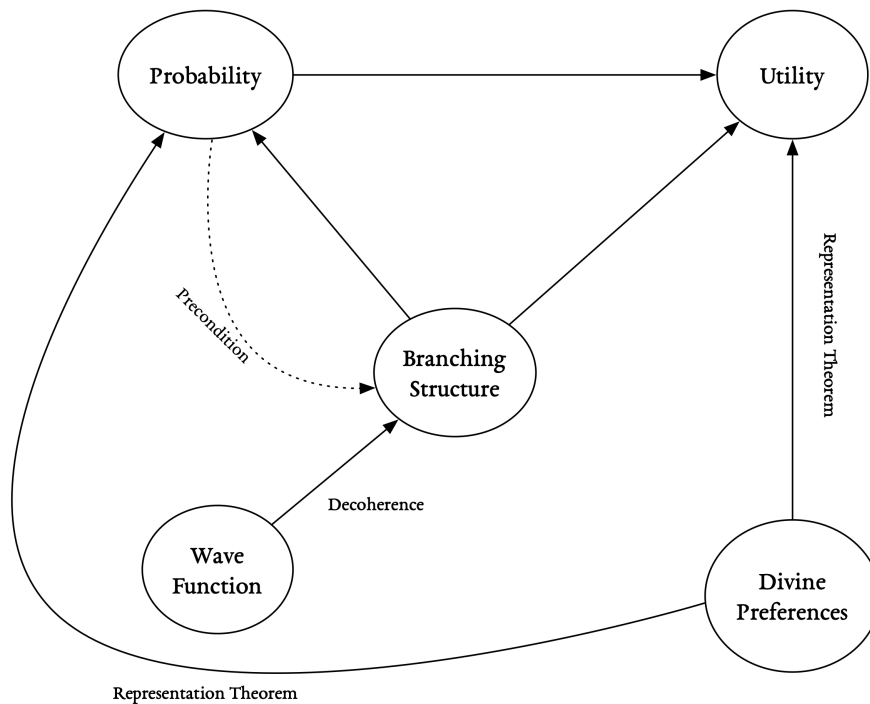 Probability
Utility
Precondition
Representation Theorem
Branching
Structure
Decoherence
Wave
Function
Divine
Preferences
Representation Theorem